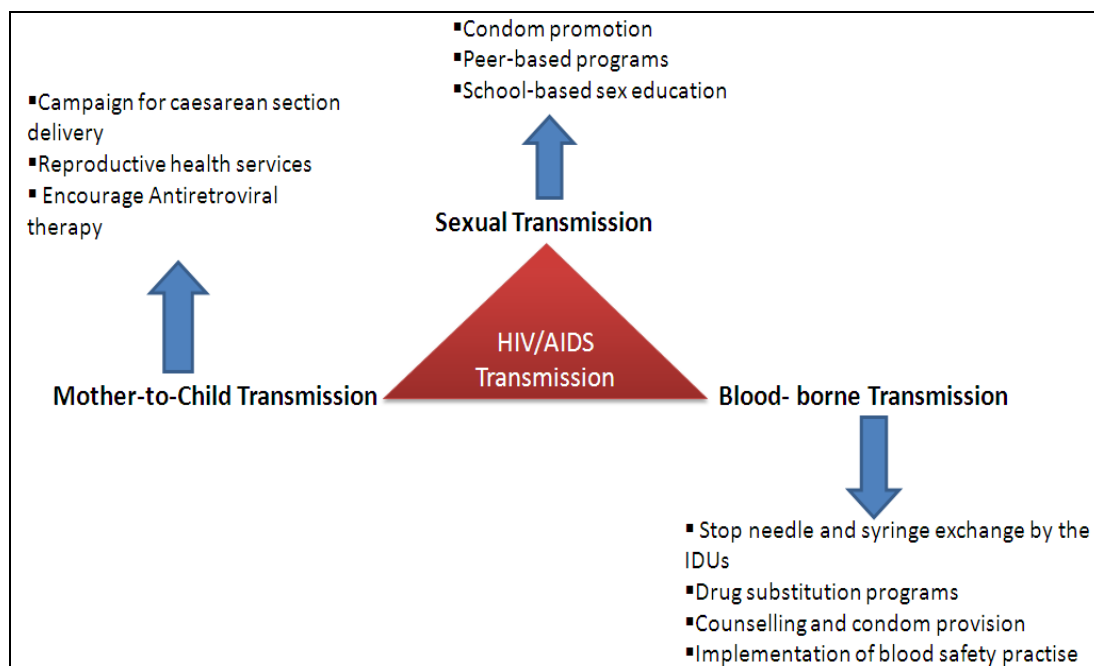 ▪Condom promotion
▪Peer-based programs
▪School-based sex education
▪Campaign for caesarean section
delivery
▪Reproductive health services
▪ Encourage Antiretroviral
therapy
Sexual Transmission
HIV/AIDS
Transmission
Mother-to-Child Transmission
Blood- borne Transmission
▪ Stop needle and syringe exchange by the
IDUs
▪Drug substitution programs
▪Counselling and condom provision
▪Implementation of blood safety practise